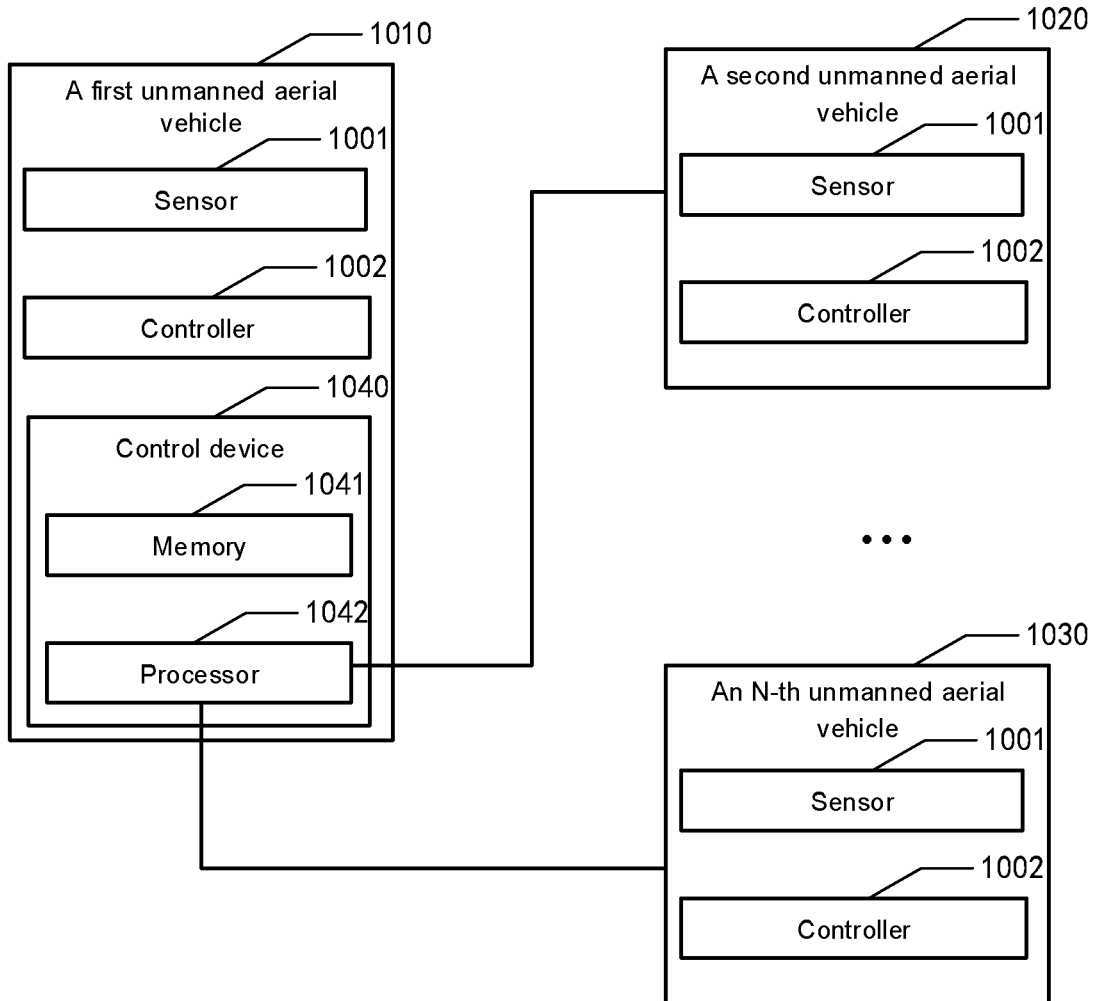 1010
A first unmanned aerial
vehicle
1001
Sensor
1002
Controller
1040
Control device
1041
Memory
1042
Processor
1020
A second unmanned aerial
vehicle
1001
Sensor
1002
Controller
...
1030
An N-th unmanned aerial
vehicle
1001
Sensor
1002
Controller